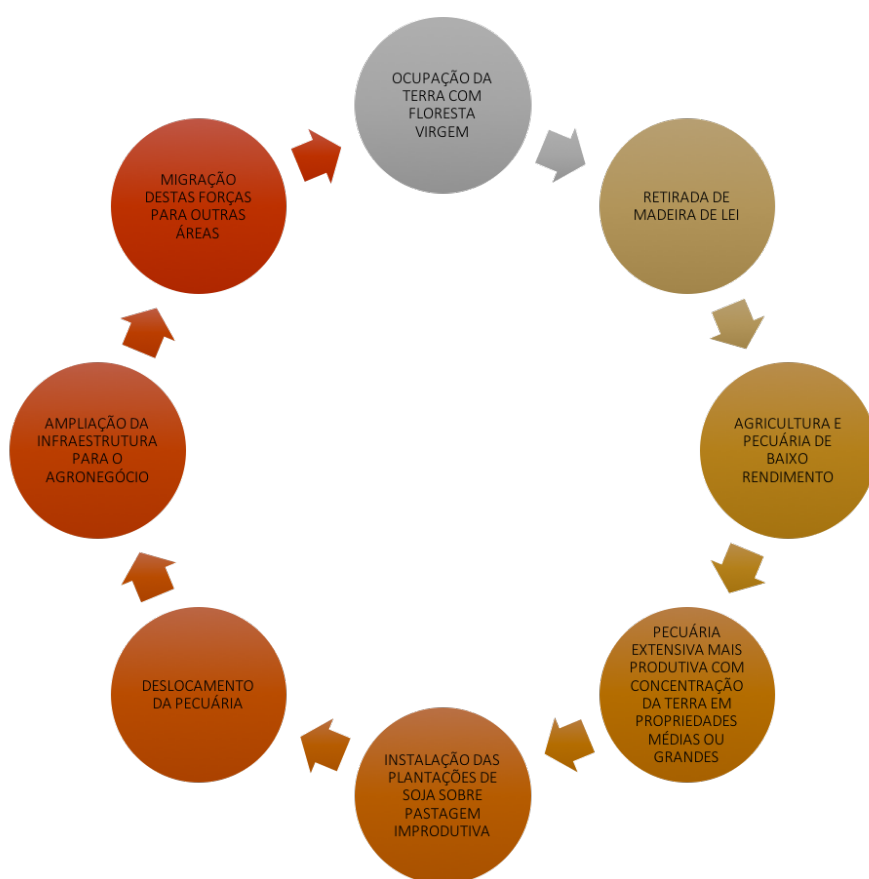 OCUPAÇÃO DA
TERRA COM
FLORESTA
VIRGEM
RETIRADA DE
MADEIRA DE LEI
AGRICULTURA E
PECUÁRIA DE
BAIXO
RENDIMENTO
PECUÁRIA
EXTENSIVA MAIS
PRODUTIVA COM
CONCENTRAÇÃO
DA TERRA EM
PROPRIEDADES
MÉDIAS OU
GRANDES
INSTALAÇÃO DAS
PLANTAÇÕES DE
SOJA SOBRE
PASTAGEM
IMPRODUTIVA
DESLOCAMENTO
DA PECUÁRIA
AMPLIAÇÃO DA
INFRAESTRUTURA
PARA O
AGRONEGÓCIO
MIGRAÇÃO
DESTAS FORÇAS
PARA OUTRAS
ÁREAS